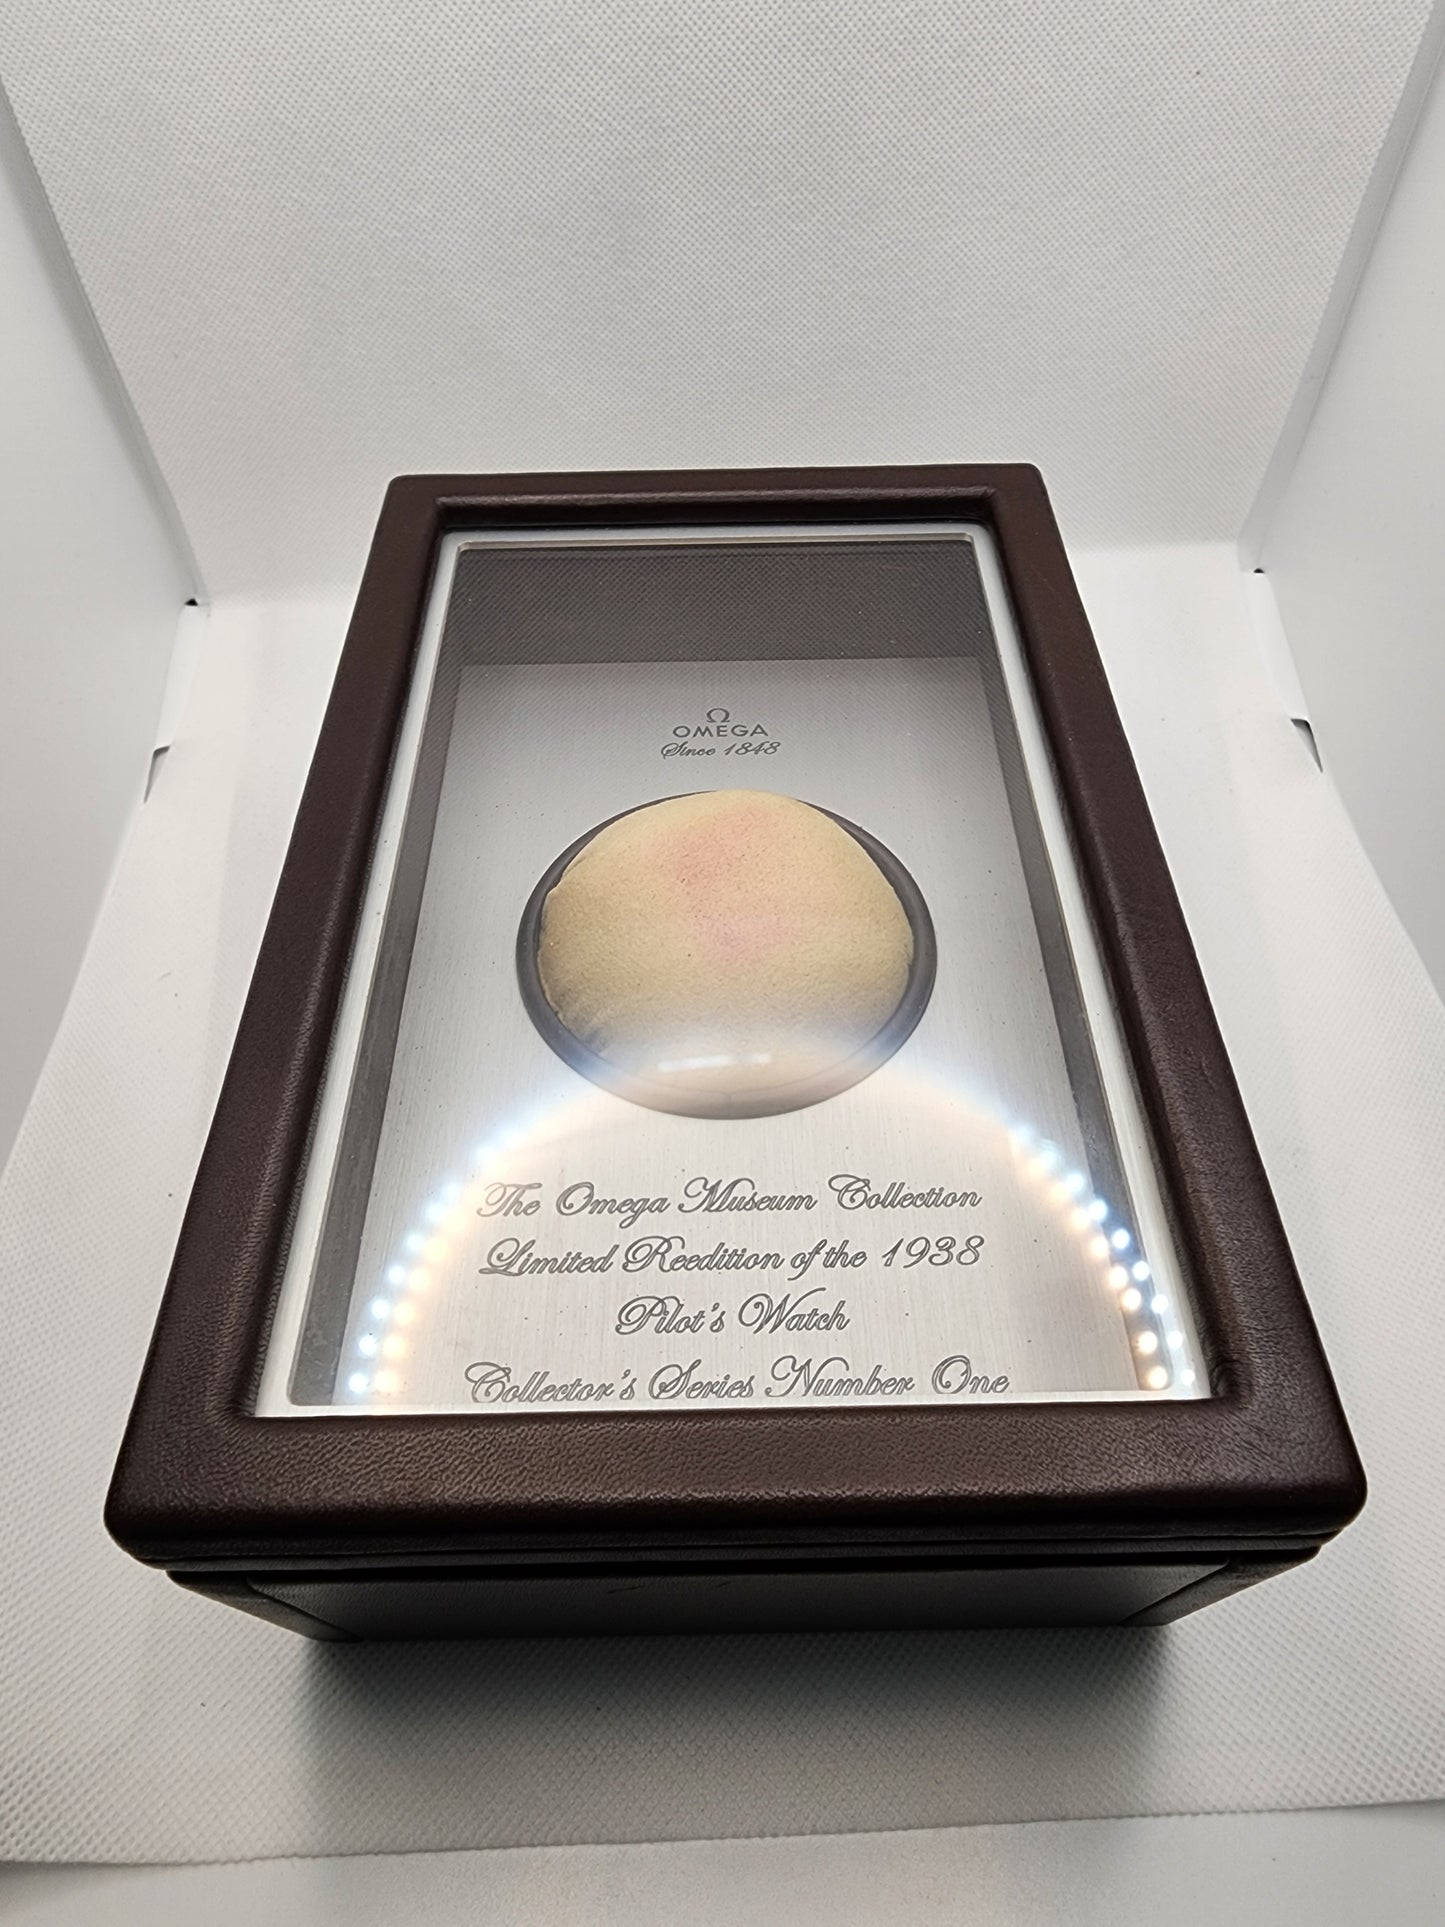 Ω
OMEGA
Since 1848
The Omega Museum Collection
Limited Reedition of the 1938
Pilot's Watch
Collector's Series Number One